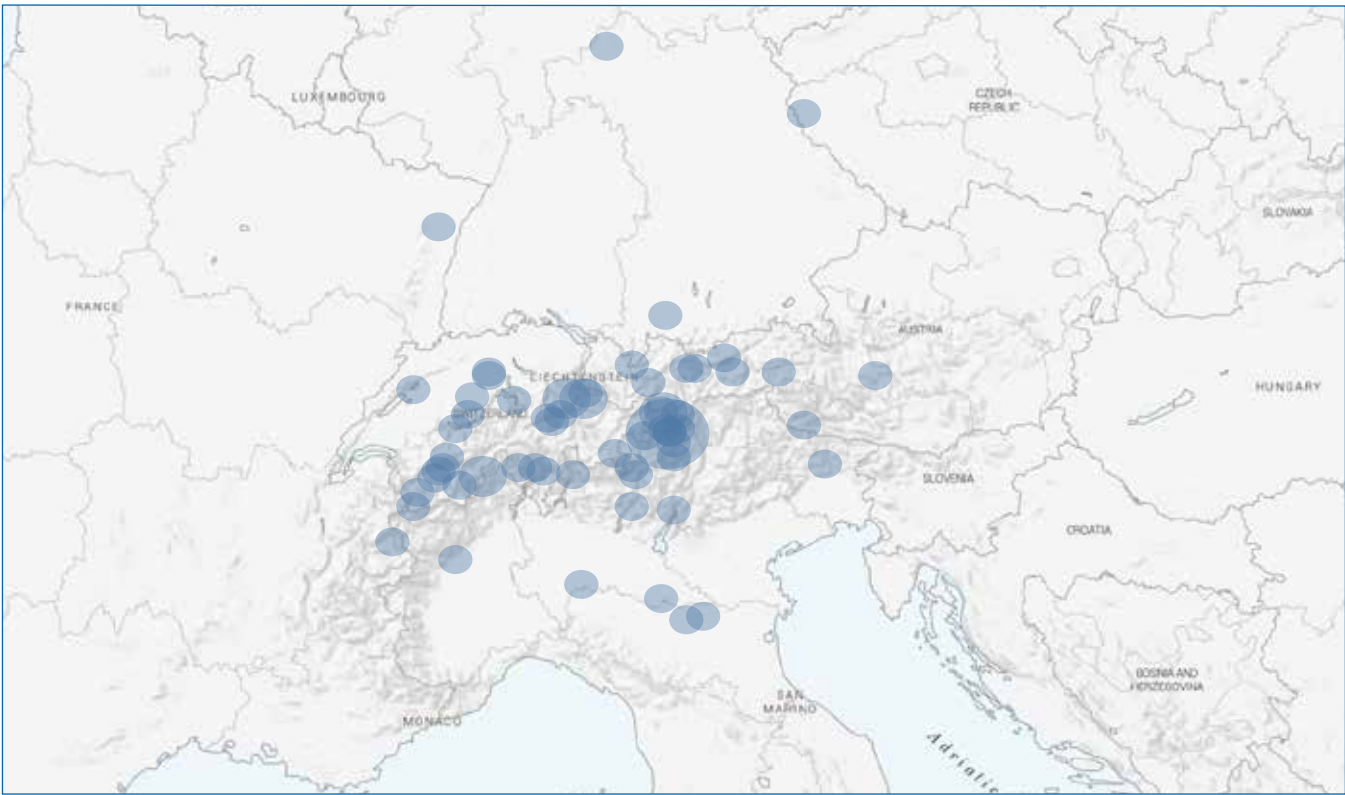 LUXEMBOURG
CZECH
REPUBLIC
SLOVAKIA
FRANCE
AUSTRIA
LIECHTENSTEIN
HUNGARY
SWITZERLAND
SLOVENIA
CROATIA
BOSNIA AND
HERZEGOVINA
SAN
MARINO
MONACO
Adriatic